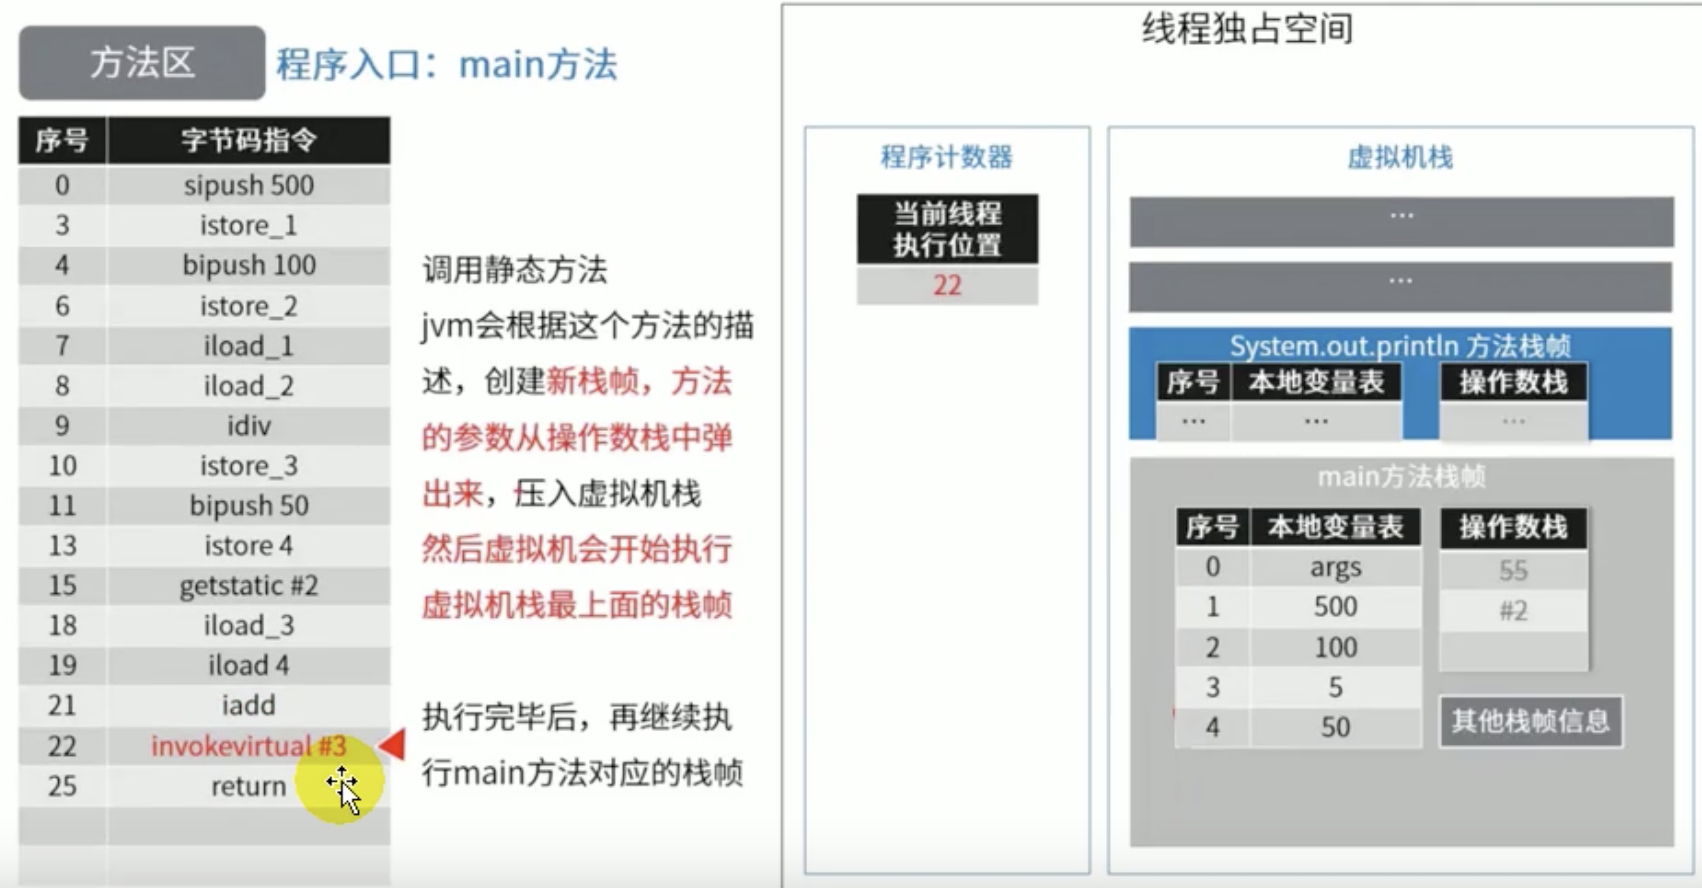 方法区
程序入口：main方法
序号 字节码指令
0 sipush 500
3 istore_1
4 bipush 100
6 istore_2
7 iload_1
8 iload_2
9 idiv
10 istore_3
11 bipush 50
13 istore 4
15 getstatic #2
18 iload_3
19 iload 4
21 iadd
22 invokevirtual #3
25 return
调用静态方法
jvm会根据这个方法的描
述，创建新栈帧，方法
的参数从操作数栈中弹
出来，压入虚拟机栈
然后虚拟机会开始执行
虚拟机栈最上面的栈帧
执行完毕后，再继续执
行main方法对应的栈帧
线程独占空间
程序计数器
当前线程
执行位置
22
虚拟机栈
...
...
System.out.println 方法栈帧
序号 本地变量表 操作数栈
... ... ...
main方法栈帧
序号 本地变量表
0 args
1 500
2 100
3 5
4 50
操作数栈
55
#2
其他栈帧信息